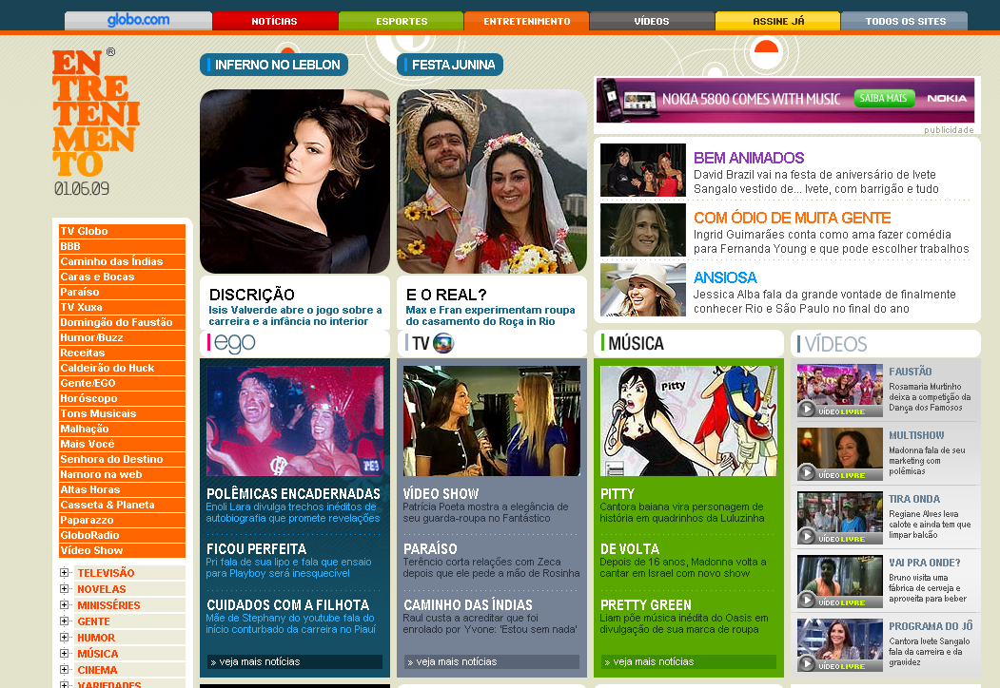 globo.com
NOTÍCIAS
ESPORTES
ENTRETENIMENTO
VÍDEOS
ASSINE JÁ
TODOS OS SITES
EN
TRE
TENI
MEN
TO
®
01.06.09
INFERNO NO LEBLON
FESTA JUNINA
NOKIA 5800 COMES WITH MUSIC
SAIBA MAIS
NOKIA
publicidade
DISCRIÇÃO
Isis Valverde abre o jogo sobre a
carreira e a infância no interior
E O REAL?
Max e Fran experimentam roupa
do casamento do Roça in Rio
BEM ANIMADOS
David Brazil vai na festa de aniversário de Ivete
Sangalo vestido de... Ivete, com barrigão e tudo
COM ÓDIO DE MUITA GENTE
Ingrid Guimarães conta como ama fazer comédia
para Fernanda Young e que pode escolher trabalhos
ANSIOSA
Jessica Alba fala da grande vontade de finalmente
conhecer Rio e São Paulo no final do ano
TV Globo
BBB
Caminho das Índias
Caras e Bocas
Paraíso
TV Xuxa
Domingão do Faustão
Humor/Buzz
Receitas
Caldeirão do Huck
Gente/EGO
Horóscopo
Tons Musicais
Malhação
Mais Você
Senhora do Destino
Namoro na web
Altas Horas
Casseta & Planeta
Paparazzo
GloboRadio
Vídeo Show
TELEVISÃO
NOVELAS
MINISSÉRIES
GENTE
HUMOR
MÚSICA
CINEMA
VARIEDADES
ego
POLÊMICAS ENCADERNADAS
Enoli Lara divulga trechos inéditos de
autobiografia que promete revelações
FICOU PERFEITA
Pri fala de sua lipo e fala que ensaio
para Playboy será inesquecível
CUIDADOS COM A FILHOTA
Mãe de Stephany do youtube fala do
início conturbado da carreira no Piauí
» veja mais notícias
TV
VÍDEO SHOW
Patrícia Poeta mostra a elegância de
seu guarda-roupa no Fantástico
PARAÍSO
Terêncio corta relações com Zeca
depois que ele pede a mão de Rosinha
CAMINHO DAS ÍNDIAS
Raul custa a acreditar que foi
enrolado por Yvone: 'Estou sem nada'
» veja mais notícias
MÚSICA
Pitty
PITTY
Cantora baiana vira personagem de
história em quadrinhos da Luluzinha
DE VOLTA
Depois de 16 anos, Madonna volta a
cantar em Israel com novo show
PRETTY GREEN
Liam põe música inédita do Oasis em
divulgação de sua marca de roupa
» veja mais notícias
VÍDEOS
VÍDEO LIVRE
FAUSTÃO
Rosamaria Murtinho
deixa a competição da
Dança dos Famosos
VÍDEO LIVRE
MULTISHOW
Madonna fala de seu
marketing com
polêmicas
VÍDEO LIVRE
TIRA ONDA
Regiane Alves leva
calote e ainda tem que
limpar balcão
VÍDEO LIVRE
VAI PRA ONDE?
Bruno visita uma
fábrica de cerveja e
aproveita para beber
VÍDEO LIVRE
PROGRAMA DO JÔ
Cantora Ivete Sangalo
fala da carreira e da
gravidez